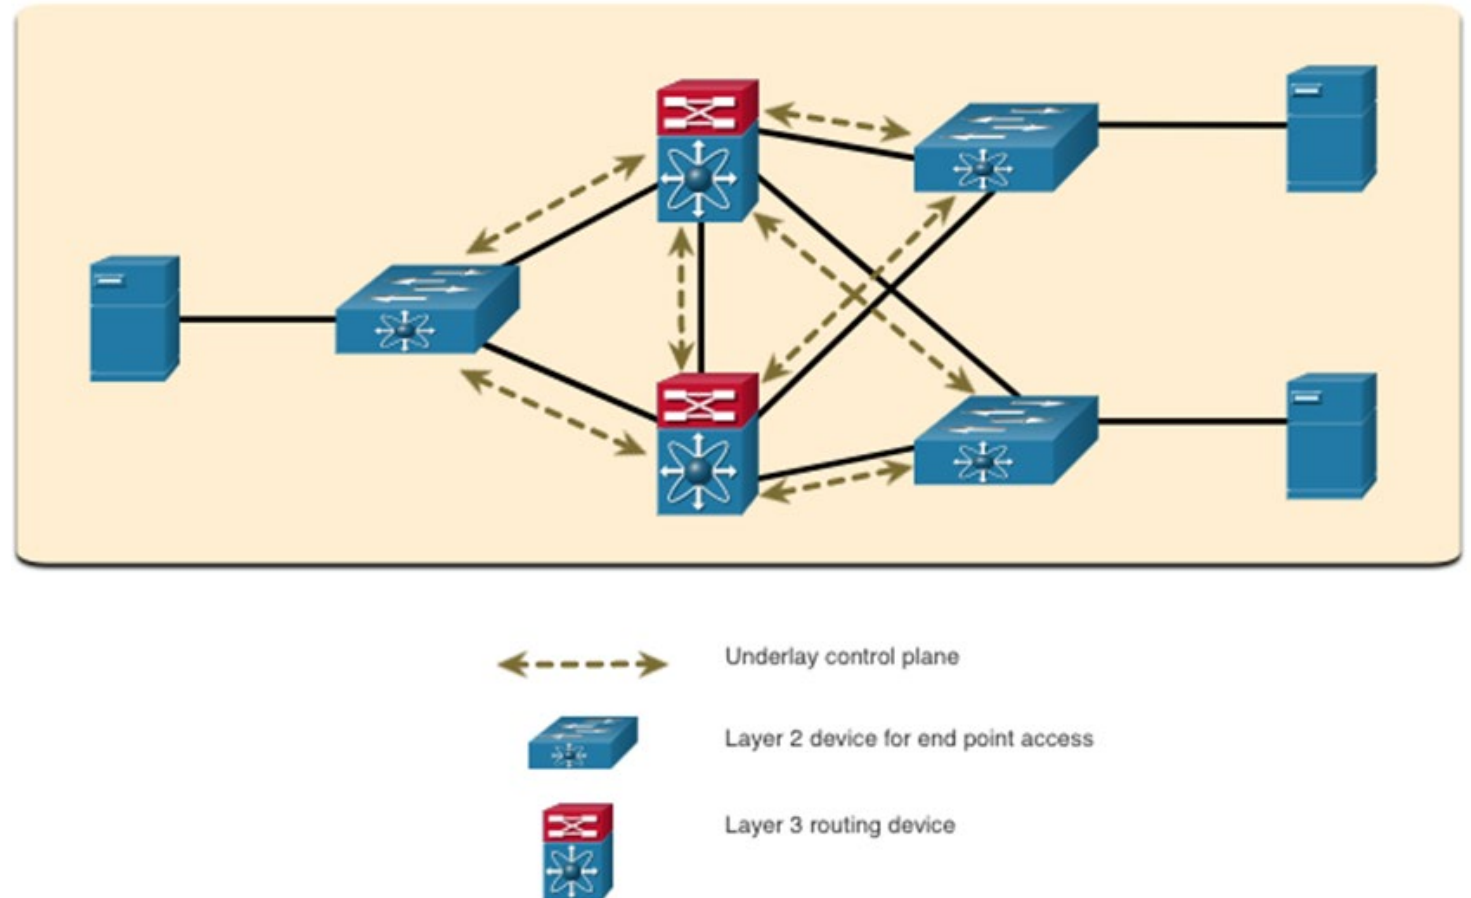 Underlay control plane
Layer 2 device for end point access
Layer 3 routing device